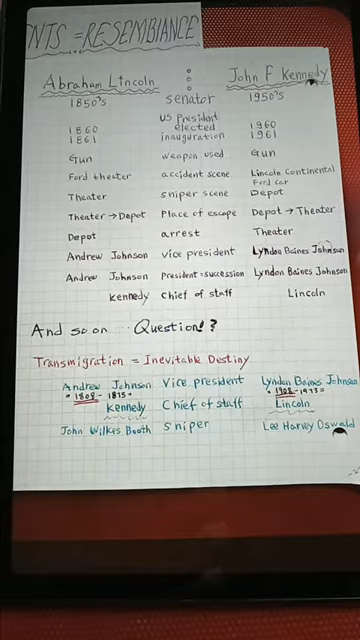 NTS = RESEMBIANCE
Abrahan Lincoln : John F Kennedy
1850's senator 1950's
US President
1860 elected 1960
1861 inauguration 1961
Gun weapon used Gun
Ford theater accident scene Lincoln Continental
Ford car
Theater sniper scene Depot
Theater → Depot Place of escape Depot → Theater
Depot arrest Theater
Andrew Johnson vice president Lyndon Baines Johnson
Andrew Johnson President succession Lyndon Baines Johnson
Kennedy chief of staff Lincoln
And so on ... Question!?
Transmigration = Inevitable Destiny
Andrew Johnson Vice president Lyndon Baines Johnson
1808 - 1875 1908 - 1973
Kennedy Chief of staff Lincoln
John Wilkes Booth sniper Lee Harvey Oswald